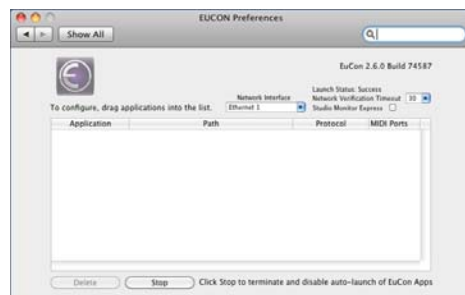 EUCON Preferences
Show All
EuCon 2.6.0 Build 74587
Launch Status: Success
Network Interface
Network Verification Timeout 30
To configure, drag applications into the list.
Ethernet 1
Studio Monitor Express
Application Path Protocol MIDI Ports
Delete Stop Click Stop to terminate and disable auto-launch of EuCon Apps